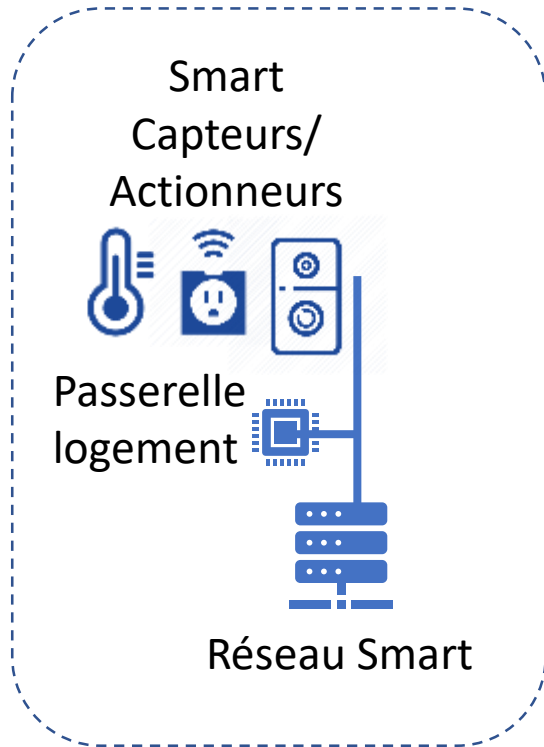 Smart
Capteurs/
Actionneurs
Passerelle
logement
Réseau Smart